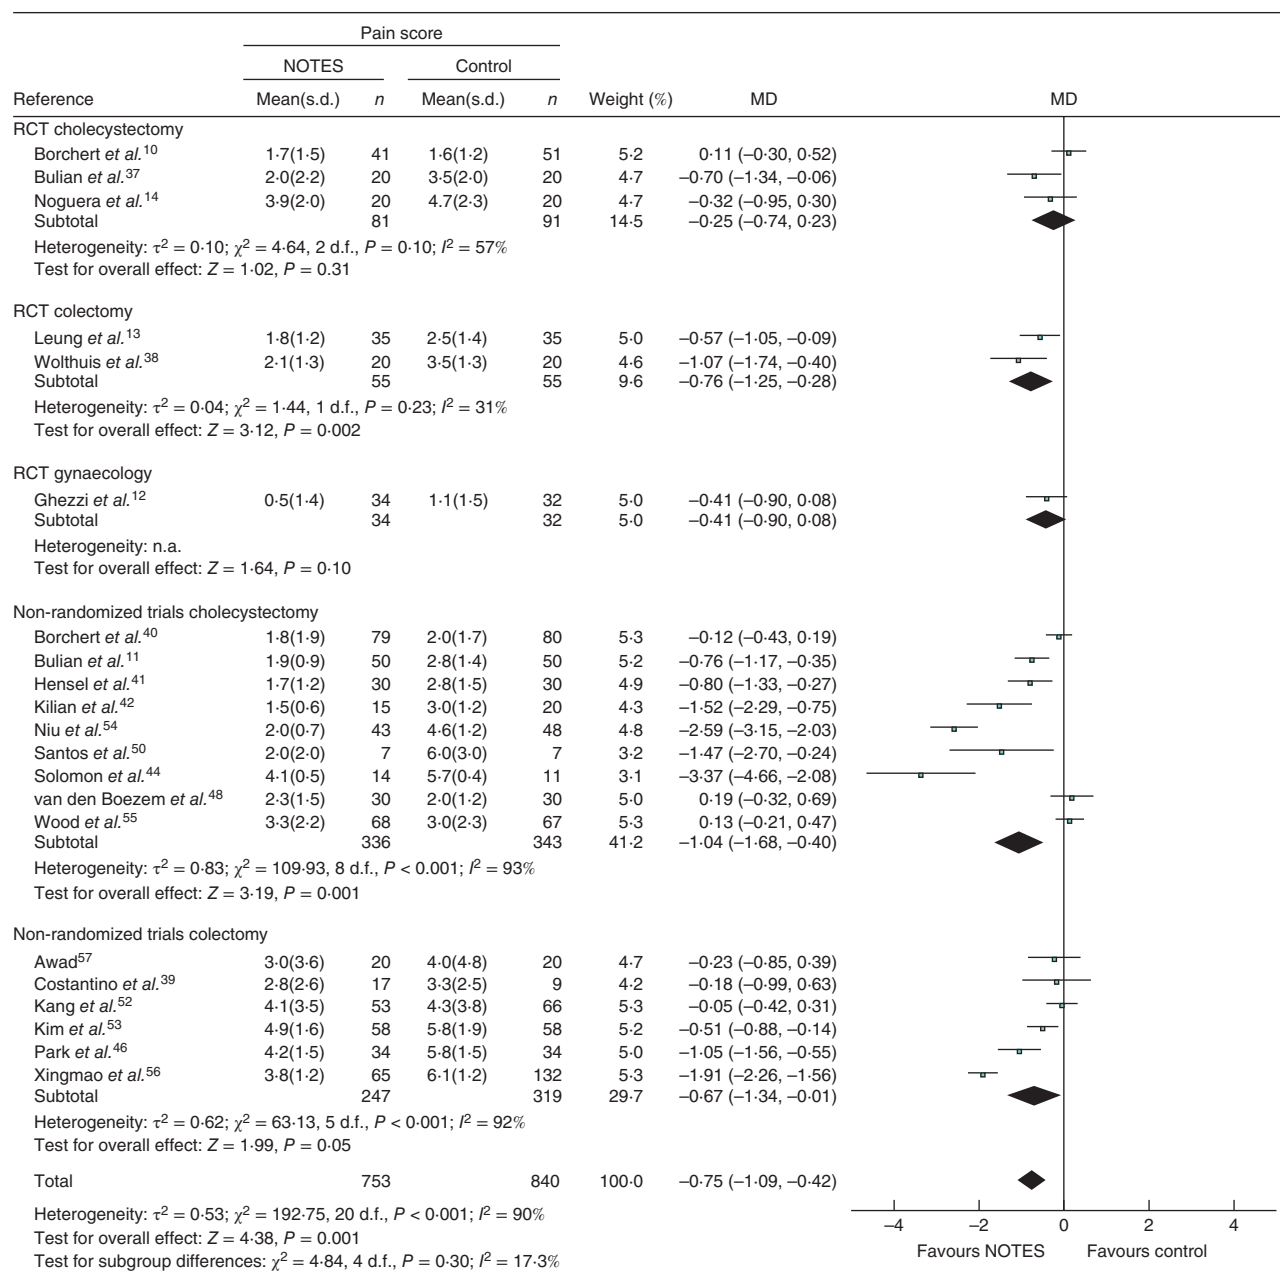 Pain score
NOTES Control
Reference Mean(s.d.) n Mean(s.d.) n Weight (%) MD MD
RCT cholecystectomy
Borchert et al.10 1·7(1·5) 41 1·6(1·2) 51 5·2 0·11 (–0·30, 0·52)
Bulian et al.37 2·0(2·2) 20 3·5(2·0) 20 4·7 –0·70 (–1·34, –0·06)
Noguera et al.14 3·9(2·0) 20 4·7(2·3) 20 4·7 –0·32 (–0·95, 0·30)
Subtotal 81 91 14·5 –0·25 (–0·74, 0·23)
Heterogeneity: τ2 = 0·10; χ2 = 4·64, 2 d.f., P = 0·10; I2 = 57%
Test for overall effect: Z = 1·02, P = 0.31
RCT colectomy
Leung et al.13 1·8(1·2) 35 2·5(1·4) 35 5·0 –0·57 (–1·05, –0·09)
Wolthuis et al.38 2·1(1·3) 20 3·5(1·3) 20 4·6 –1·07 (–1·74, –0·40)
Subtotal 55 55 9·6 –0·76 (–1·25, –0·28)
Heterogeneity: τ2 = 0·04; χ2 = 1·44, 1 d.f., P = 0·23; I2 = 31%
Test for overall effect: Z = 3·12, P = 0·002
RCT gynaecology
Ghezzi et al.12 0·5(1·4) 34 1·1(1·5) 32 5·0 –0·41 (–0·90, 0·08)
Subtotal 34 32 5·0 –0·41 (–0·90, 0·08)
Heterogeneity: n.a.
Test for overall effect: Z = 1·64, P = 0·10
Non-randomized trials cholecystectomy
Borchert et al.40 1·8(1·9) 79 2·0(1·7) 80 5·3 –0·12 (–0·43, 0·19)
Bulian et al.11 1·9(0·9) 50 2·8(1·4) 50 5·2 –0·76 (–1·17, –0·35)
Hensel et al.41 1·7(1·2) 30 2·8(1·5) 30 4·9 –0·80 (–1·33, –0·27)
Kilian et al.42 1·5(0·6) 15 3·0(1·2) 20 4·3 –1·52 (–2·29, –0·75)
Niu et al.54 2·0(0·7) 43 4·6(1·2) 48 4·8 –2·59 (–3·15, –2·03)
Santos et al.50 2·0(2·0) 7 6·0(3·0) 7 3·2 –1·47 (–2·70, –0·24)
Solomon et al.44 4·1(0·5) 14 5·7(0·4) 11 3·1 –3·37 (–4·66, –2·08)
van den Boezem et al.48 2·3(1·5) 30 2·0(1·2) 30 5·0 0·19 (–0·32, 0·69)
Wood et al.55 3·3(2·2) 68 3·0(2·3) 67 5·3 0·13 (–0·21, 0·47)
Subtotal 336 343 41·2 –1·04 (–1·68, –0·40)
Heterogeneity: τ2 = 0·83; χ2 = 109·93, 8 d.f., P < 0.001; I2 = 93%
Test for overall effect: Z = 3·19, P = 0·001
Non-randomized trials colectomy
Awad57 3·0(3·6) 20 4·0(4·8) 20 4·7 –0·23 (–0·85, 0·39)
Costantino et al.39 2·8(2·6) 17 3·3(2·5) 9 4·2 –0·18 (–0·99, 0·63)
Kang et al.52 4·1(3·5) 53 4·3(3·8) 66 5·3 –0·05 (–0·42, 0·31)
Kim et al.53 4·9(1·6) 58 5·8(1·9) 58 5·2 –0·51 (–0·88, –0·14)
Park et al.46 4·2(1·5) 34 5·8(1·5) 34 5·0 –1·05 (–1·56, –0·55)
Xingmao et al.56 3·8(1·2) 65 6·1(1·2) 132 5·3 –1·91 (–2·26, –1·56)
Subtotal 247 319 29·7 –0·67 (–1·34, –0·01)
Heterogeneity: τ2 = 0·62; χ2 = 63·13, 5 d.f., P < 0·001; I2 = 92%
Test for overall effect: Z = 1·99, P = 0·05
Total 753 840 100·0 –0·75 (–1·09, –0·42)
Heterogeneity: τ2 = 0·53; χ2 = 192·75, 20 d.f., P < 0·001; I2 = 90%
Test for overall effect: Z = 4·38, P = 0.001
Test for subgroup differences: χ2 = 4·84, 4 d.f., P = 0·30; I2 = 17·3%
–4 –2 0 2 4
Favours NOTES Favours control